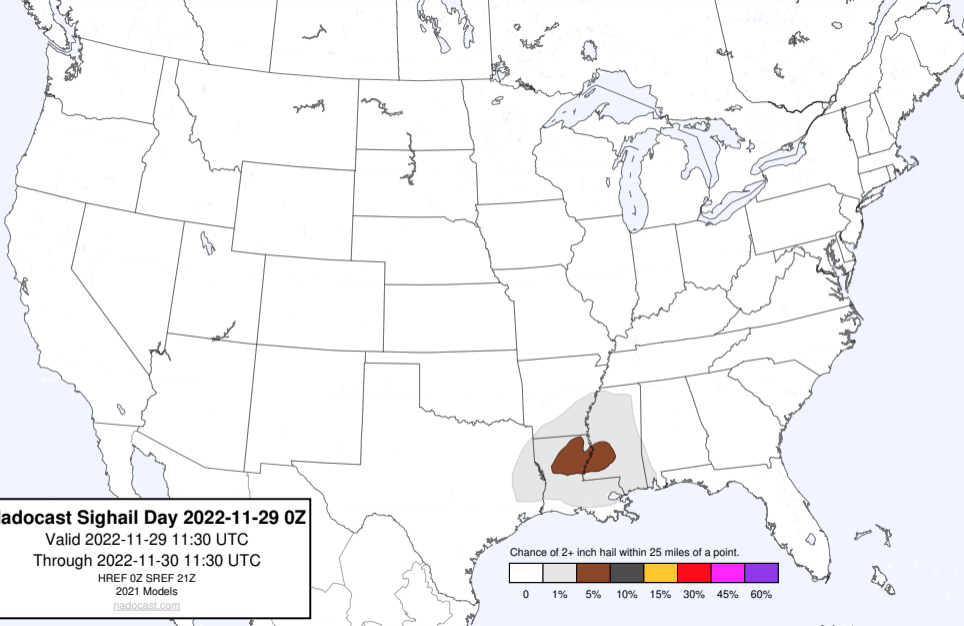 adocast Sighail Day 2022-11-29 0Z
Valid 2022-11-29 11:30 UTC
Through 2022-11-30 11:30 UTC
HREF 0Z SREF 21Z
2021 Models
nadocast.com
Chance of 2+ inch hail within 25 miles of a point.
0 1% 5% 10% 15% 30% 45% 60%